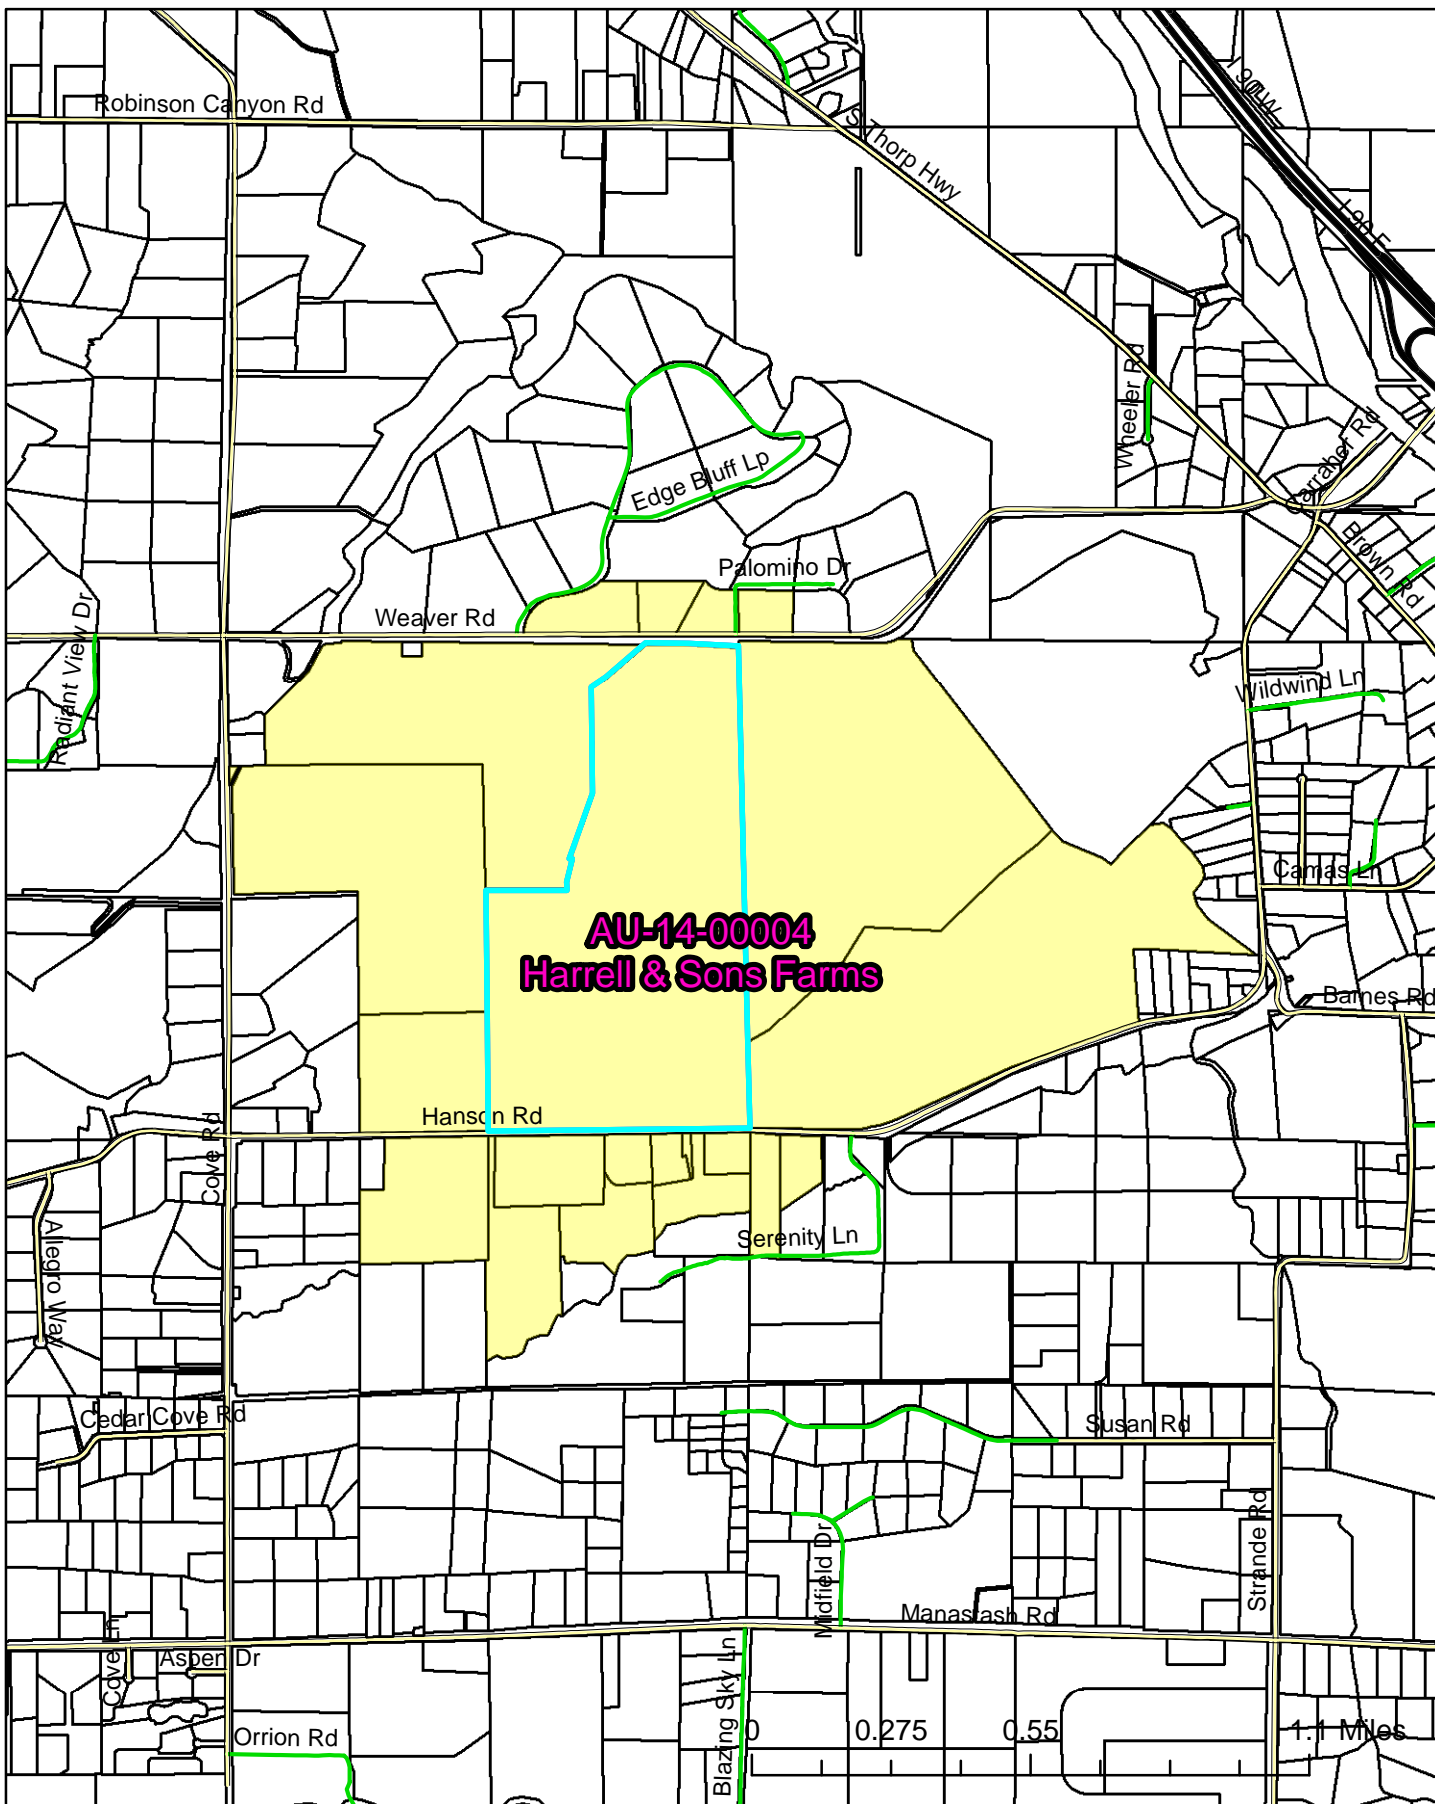 Robinson Canyon Rd
S Thorp Hwy
I 90 W
I 90 E
Wheeler Rd
Carraher Rd
Edge Bluff Lp
Brown Rd
Palomino Dr
Weaver Rd
Radiant View Dr
Wildwind Ln
Camas Ln
AU-14-00004
Harrell & Sons Farms
Barnes Rd
Hanson Rd
Cove Rd
Allegro Way
Serenity Ln
Cedar Cove Rd
Susan Rd
Strande Rd
Midfield Dr
Manastash Rd
Cove Ln
Aspen Dr
Blazing Sky Ln
Orrion Rd
0 0.275 0.55 1.1 Miles